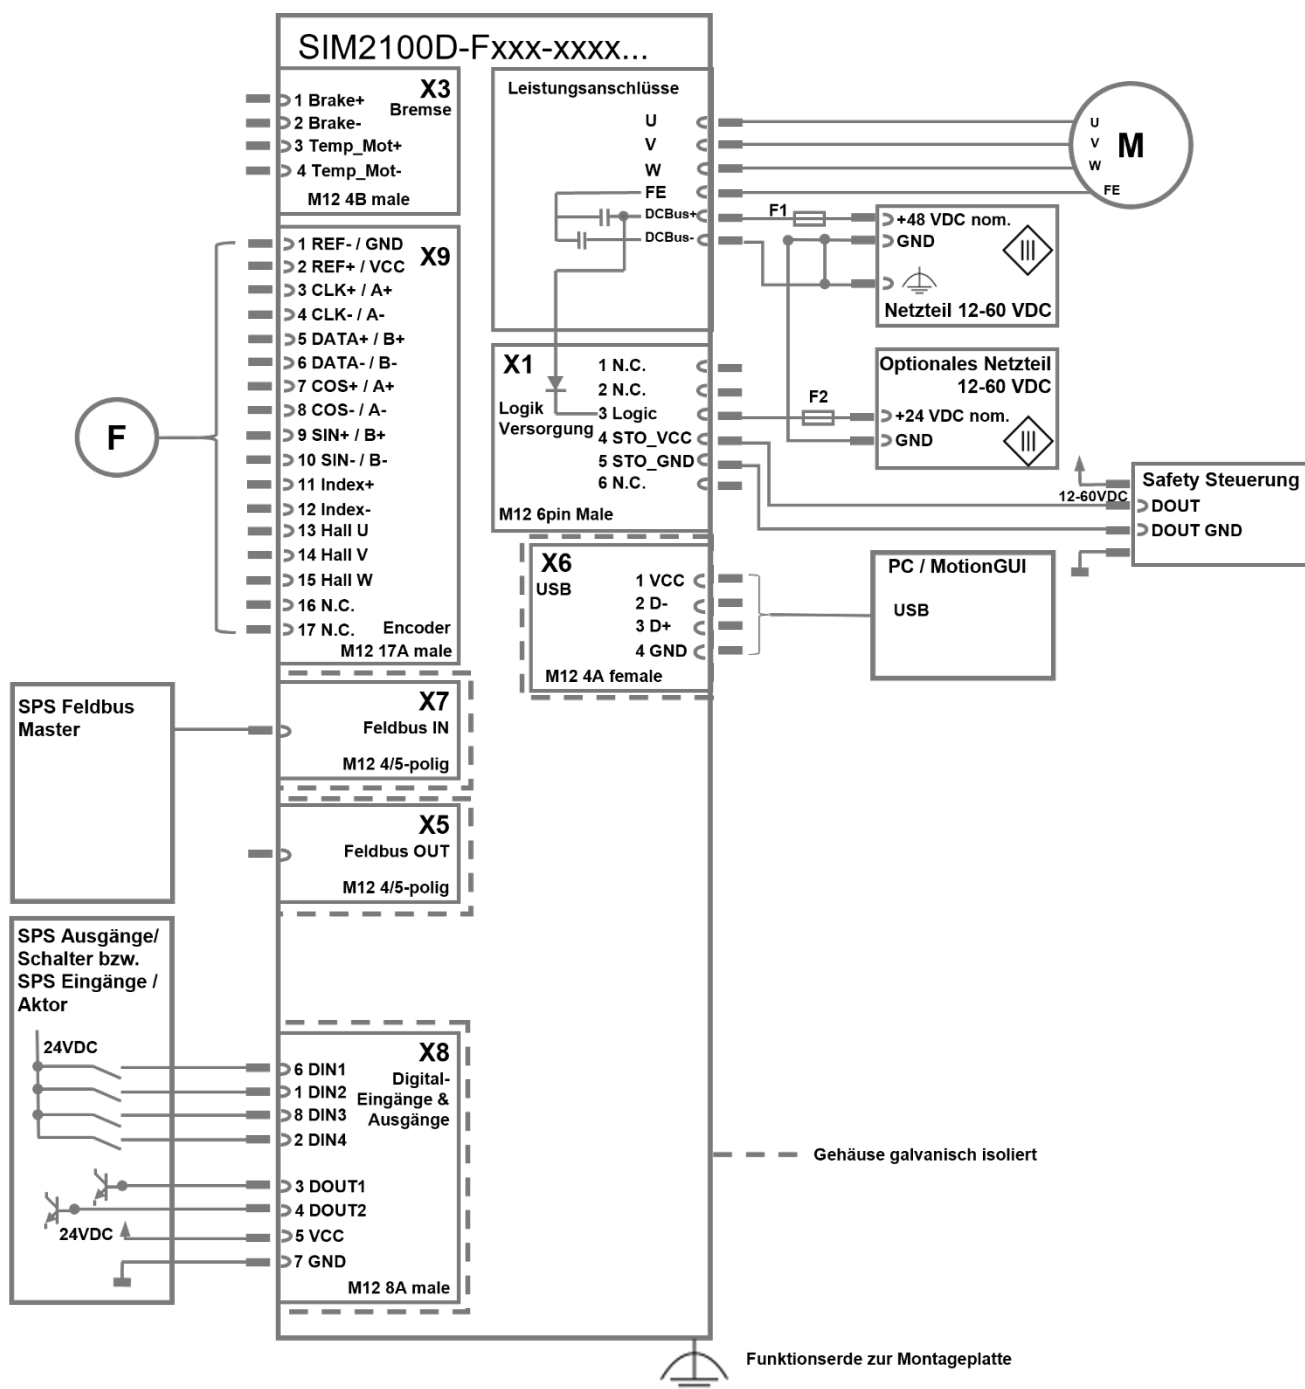 SIM2100D-Fxxx-xxxx...
X3
Bremse
1 Brake+
2 Brake-
3 Temp_Mot+
4 Temp_Mot-
M12 4B male
X9
1 REF- / GND
2 REF+ / VCC
3 CLK+ / A+
4 CLK- / A-
5 DATA+ / B+
6 DATA- / B-
7 COS+ / A+
8 COS- / A-
9 SIN+ / B+
10 SIN- / B-
11 Index+
12 Index-
13 Hall U
14 Hall V
15 Hall W
16 N.C.
17 N.C.
Encoder
M12 17A male
F
SPS Feldbus
Master
X7
Feldbus IN
M12 4/5-polig
X5
Feldbus OUT
M12 4/5-polig
SPS Ausgänge/
Schalter bzw.
SPS Eingänge /
Aktor
24VDC
24VDC
X8
Digital-
Eingänge &
Ausgänge
6 DIN1
1 DIN2
8 DIN3
2 DIN4
3 DOUT1
4 DOUT2
5 VCC
7 GND
M12 8A male
Leistungsanschlüsse
U
V
W
FE
DCBus+
DCBus-
U
V
W
FE
M
F1
+48 VDC nom.
GND
Netzteil 12-60 VDC
X1
Logik
Versorgung
1 N.C.
2 N.C.
3 Logic
4 STO_VCC
5 STO_GND
6 N.C.
M12 6pin Male
F2
Optionales Netzteil
12-60 VDC
+24 VDC nom.
GND
12-60VDC
Safety Steuerung
DOUT
DOUT GND
X6
USB
1 VCC
2 D-
3 D+
4 GND
M12 4A female
PC / MotionGUI
USB
Gehäuse galvanisch isoliert
Funktionserde zur Montageplatte